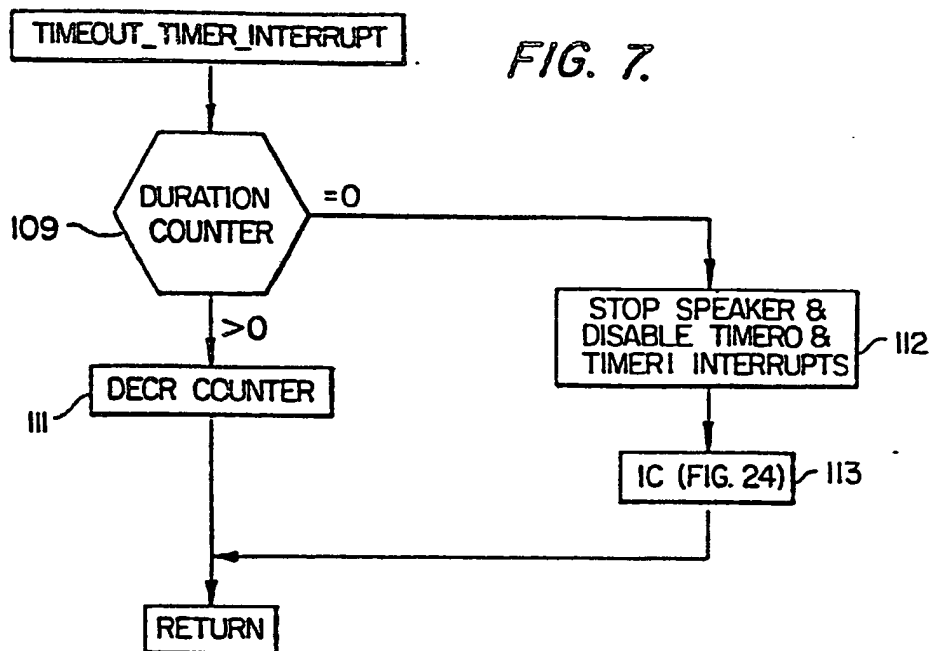 TIMEOUT_TIMER_INTERRUPT
FIG. 7.
DURATION
COUNTER
=0
109
>0
STOP SPEAKER &
DISABLE TIMER0 &
TIMER1 INTERRUPTS
112
DECR COUNTER
111
IC (FIG. 24)
113
RETURN